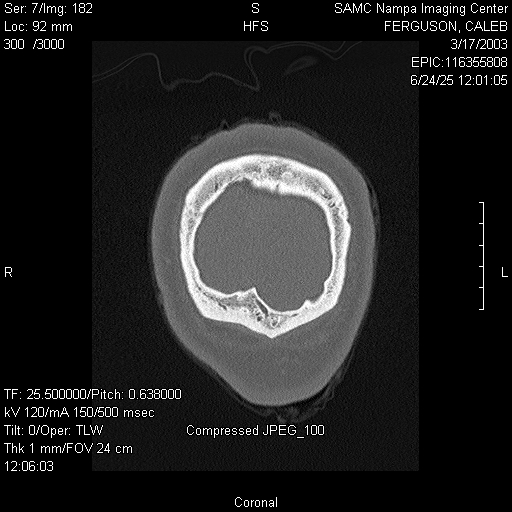 Ser: 7/Img: 182
Loc: 92 mm
300 /3000
S
HFS
SAMC Nampa Imaging Center
FERGUSON, CALEB
3/17/2003
EPIC:116355808
6/24/25 12:01:05
R
L
TF: 25.500000/Pitch: 0.638000
kV 120/mA 150/500 msec
Tilt: 0/Oper: TLW
Thk 1 mm/FOV 24 cm
12:06:03
Compressed JPEG_100
Coronal